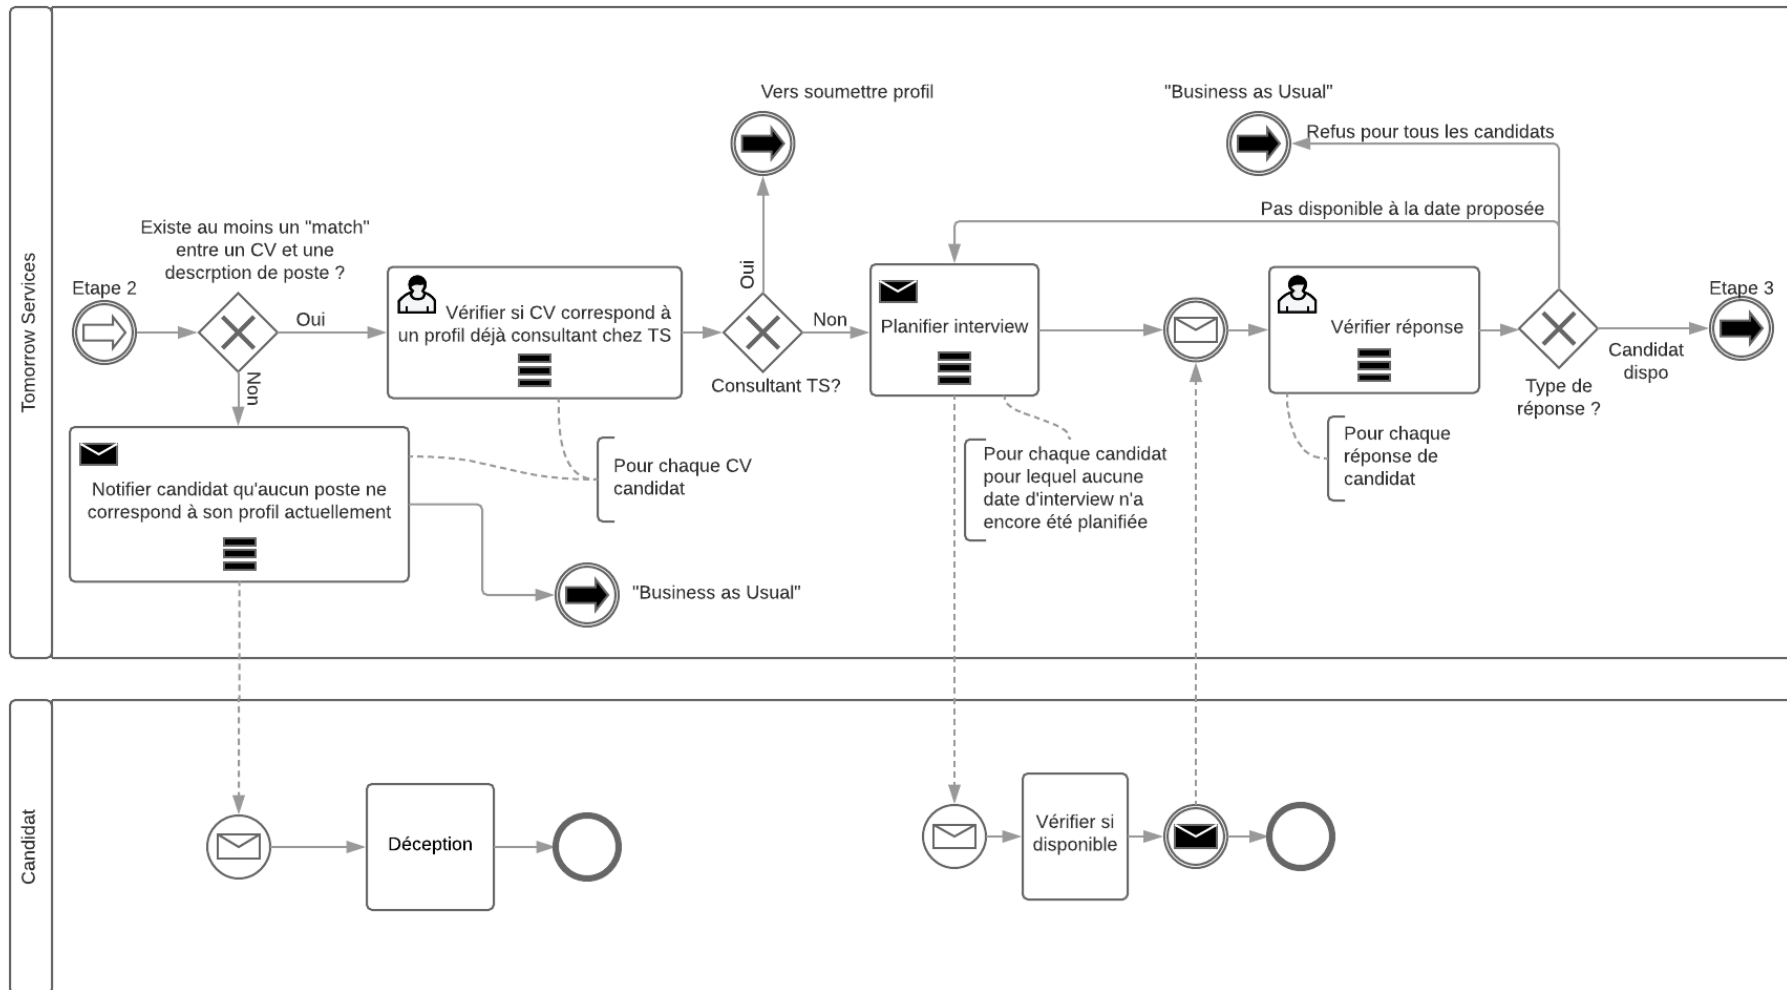 Tomorrow Services
Vers soumettre profil
"Business as Usual"
Refus pour tous les candidats
Pas disponible à la date proposée
Existe au moins un "match"
entre un CV et une
descrption de poste ?
Etape 2
Oui
Non
Vérifier si CV correspond à
un profil déjà consultant chez TS
Oui
Non
Consultant TS?
Planifier interview
Vérifier réponse
Type de
réponse ?
Candidat
dispo
Etape 3
Notifier candidat qu'aucun poste ne
correspond à son profil actuellement
Pour chaque CV
candidat
Pour chaque candidat
pour lequel aucune
date d'interview n'a
encore été planifiée
Pour chaque
réponse de
candidat
"Business as Usual"
Candidat
Déception
Vérifier si
disponible